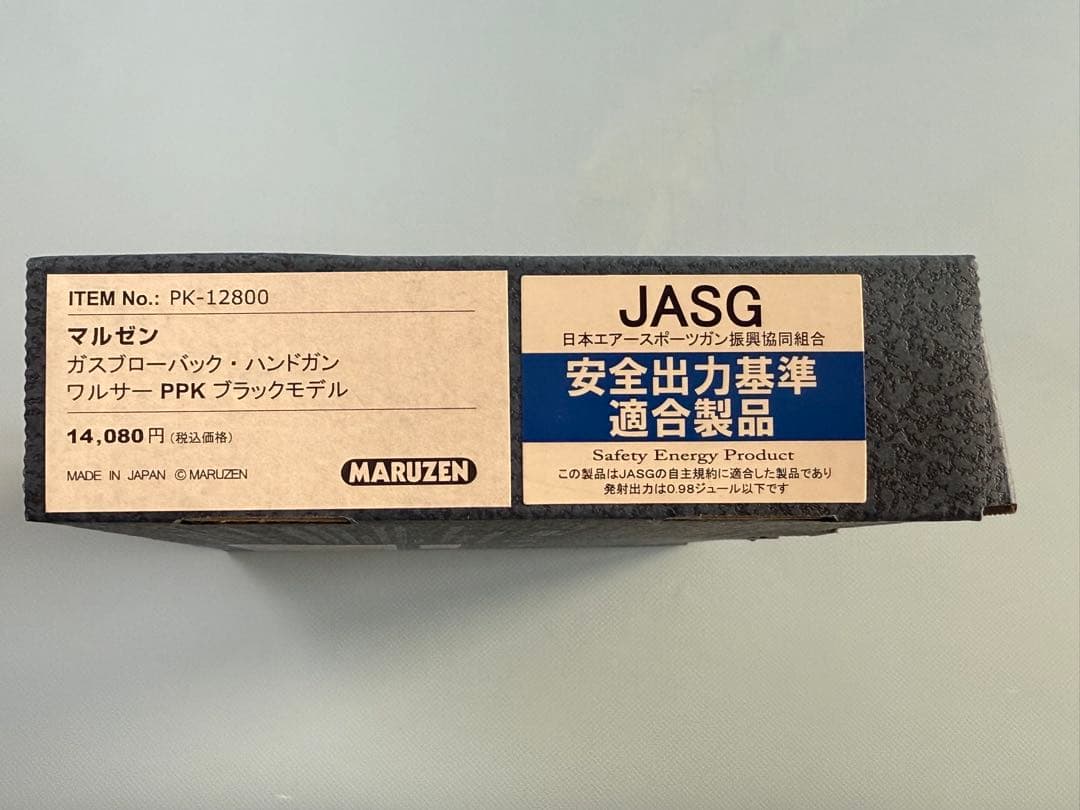 ITEM No.: PK-12800
マルゼン
ガスブローバック・ハンドガン
ワルサー PPK ブラックモデル
14,080円(税込価格)
MADE IN JAPAN ©MARUZEN
MARUZEN
JASG
日本エアースポーツガン振興協同組合
安全出力基準
適合製品
Safety Energy Product
この製品はJASGの自主規約に適合した製品であり
発射出力は0.98ジュール以下です